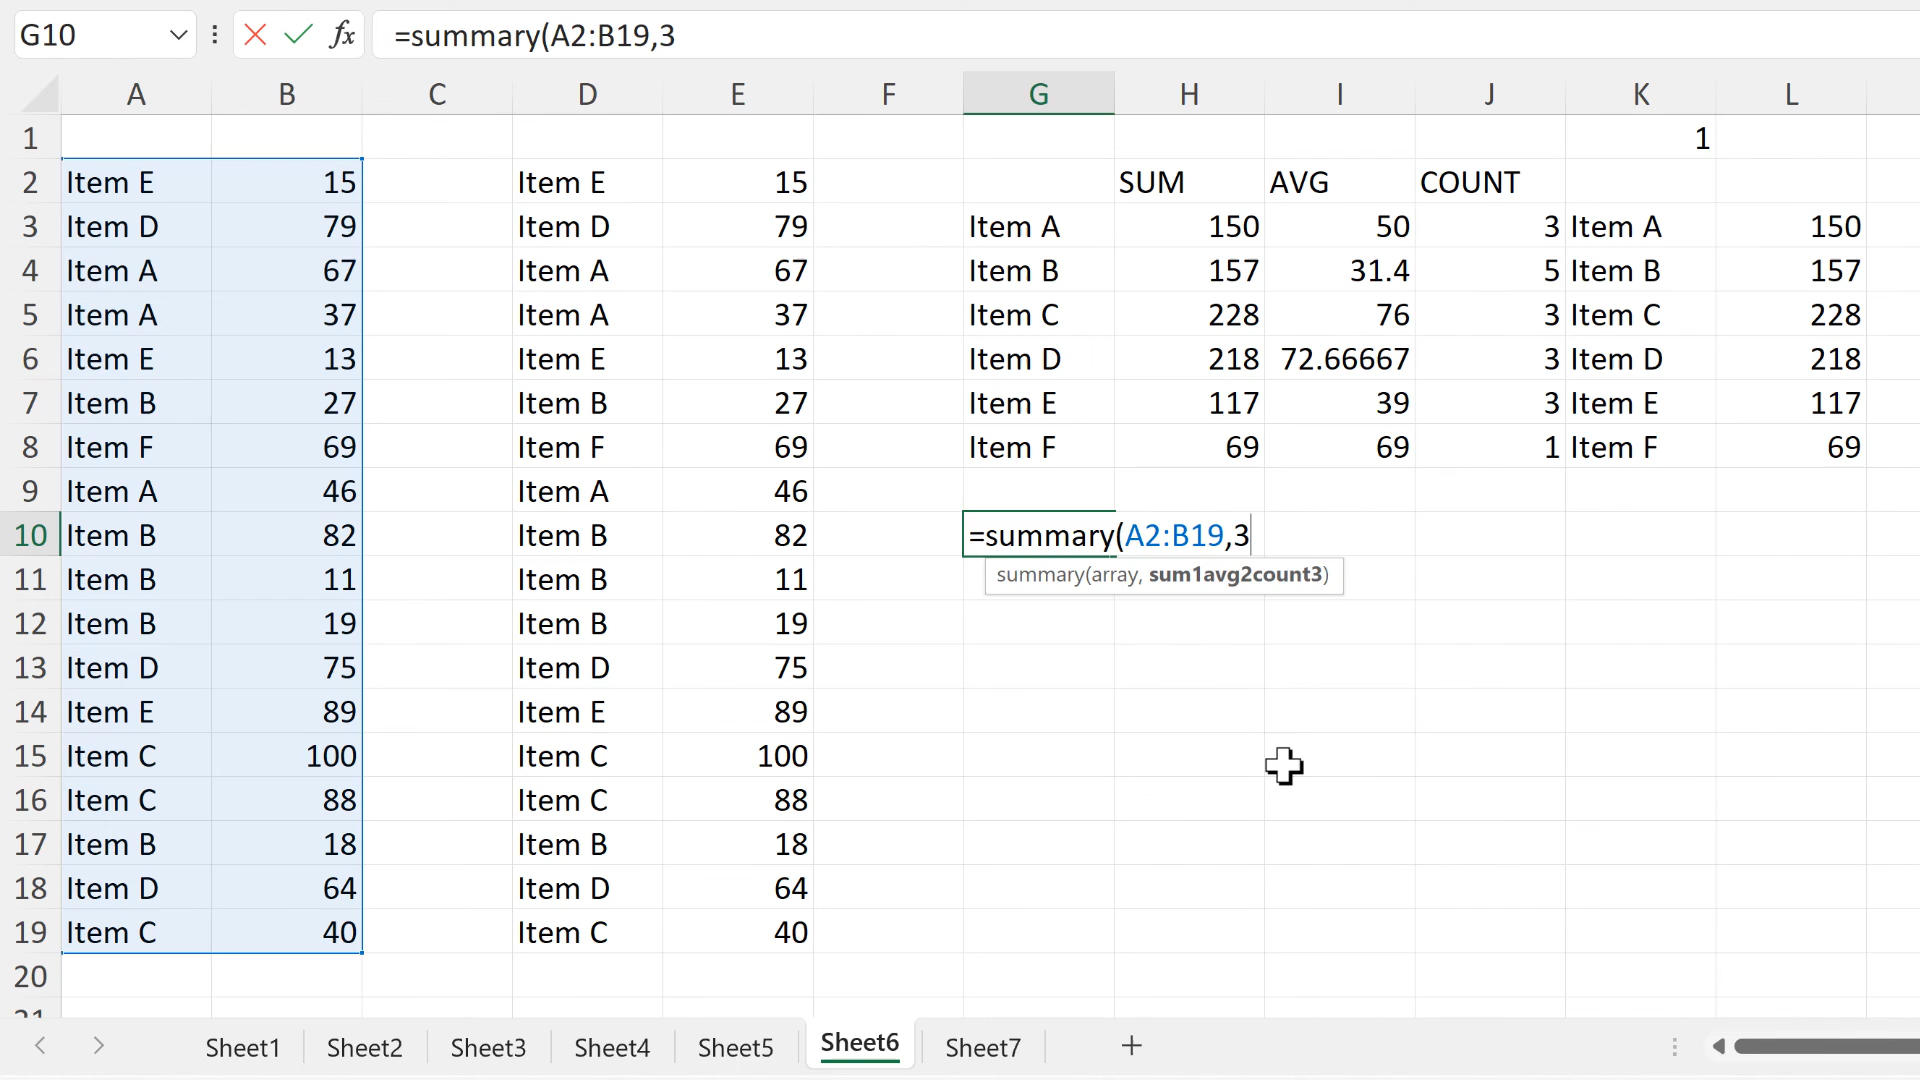 G10 fx =summary(A2:B19,3
A B C D E F G H I J K L
1 1
2 Item E 15 Item E 15 SUM AVG COUNT
3 Item D 79 Item D 79 Item A 150 50 3 Item A 150
4 Item A 67 Item A 67 Item B 157 31.4 5 Item B 157
5 Item A 37 Item A 37 Item C 228 76 3 Item C 228
6 Item E 13 Item E 13 Item D 218 72.66667 3 Item D 218
7 Item B 27 Item B 27 Item E 117 39 3 Item E 117
8 Item F 69 Item F 69 Item F 69 69 1 Item F 69
9 Item A 46 Item A 46
10 Item B 82 Item B 82 =summary(A2:B19,3
11 Item B 11 Item B 11 summary(array, sum1avg2count3)
12 Item B 19 Item B 19
13 Item D 75 Item D 75
14 Item E 89 Item E 89
15 Item C 100 Item C 100
16 Item C 88 Item C 88
17 Item B 18 Item B 18
18 Item D 64 Item D 64
19 Item C 40 Item C 40
20
21
Sheet1 Sheet2 Sheet3 Sheet4 Sheet5 Sheet6 Sheet7 +